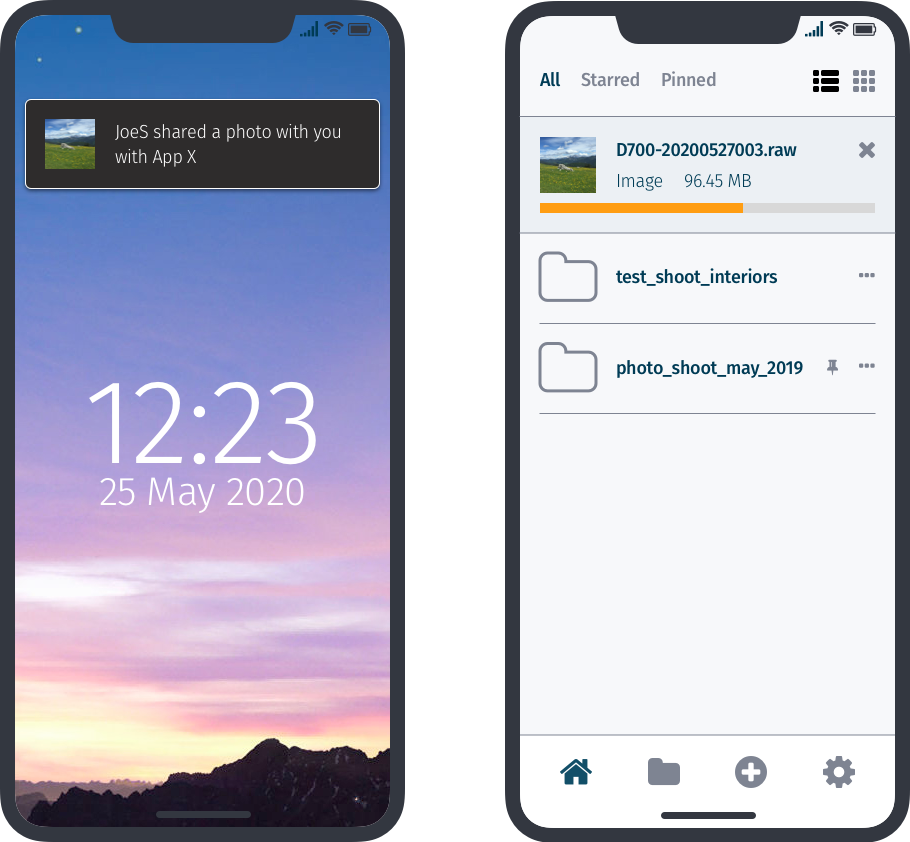 JoeS shared a photo with you
with App X
12:23
25 May 2020
All Starred Pinned
D700-20200527003.raw
Image 96.45 MB
test_shoot_interiors
photo_shoot_may_2019